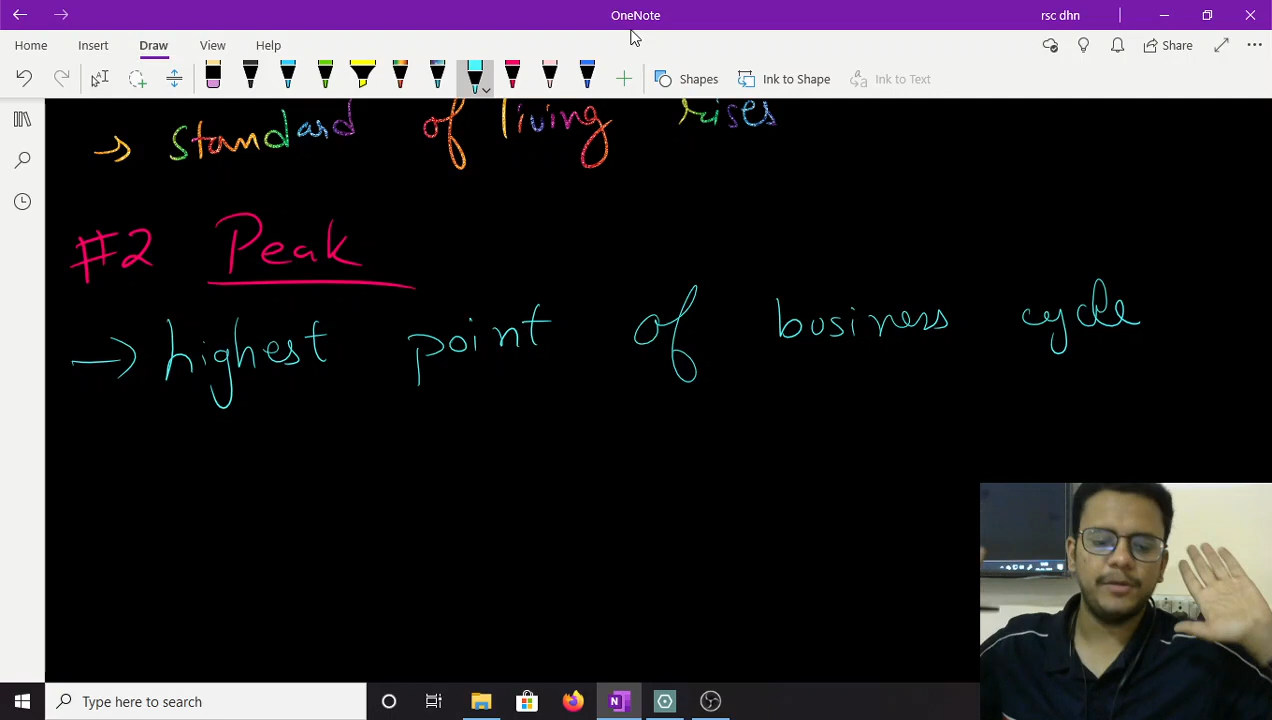 OneNote
rsc dhn
Home Insert Draw View Help
Share
Shapes
Ink to Shape
Ink to Text
→ standard of living rises
#2 Peak
→ highest point of business cycle
Type here to search